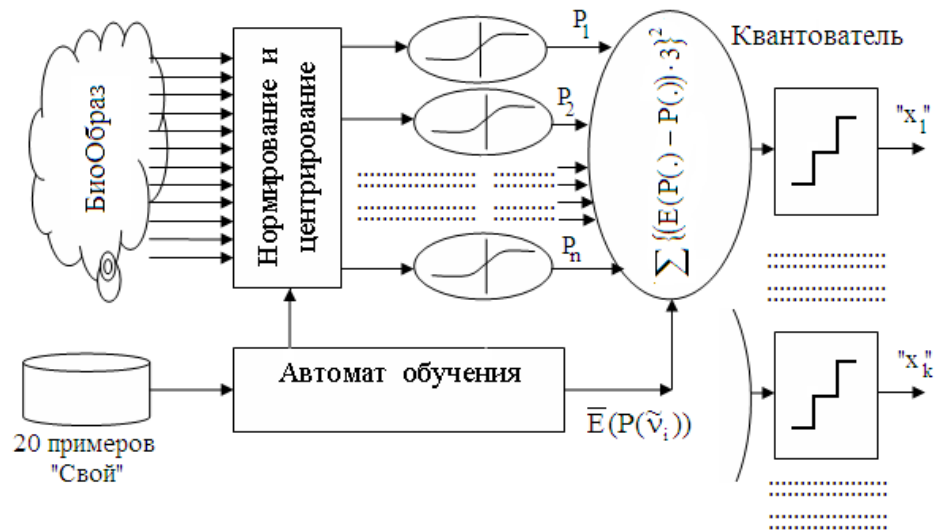 БиоОбраз
Нормирование и
центрирование
P₁
P₂
Pₙ
∑{(E(P(.) − P(.))·3}²
Квантователь
"x₁"
"xₖ"
Автомат обучения
E̅(P(ν̃ᵢ))
20 примеров
"Свой"